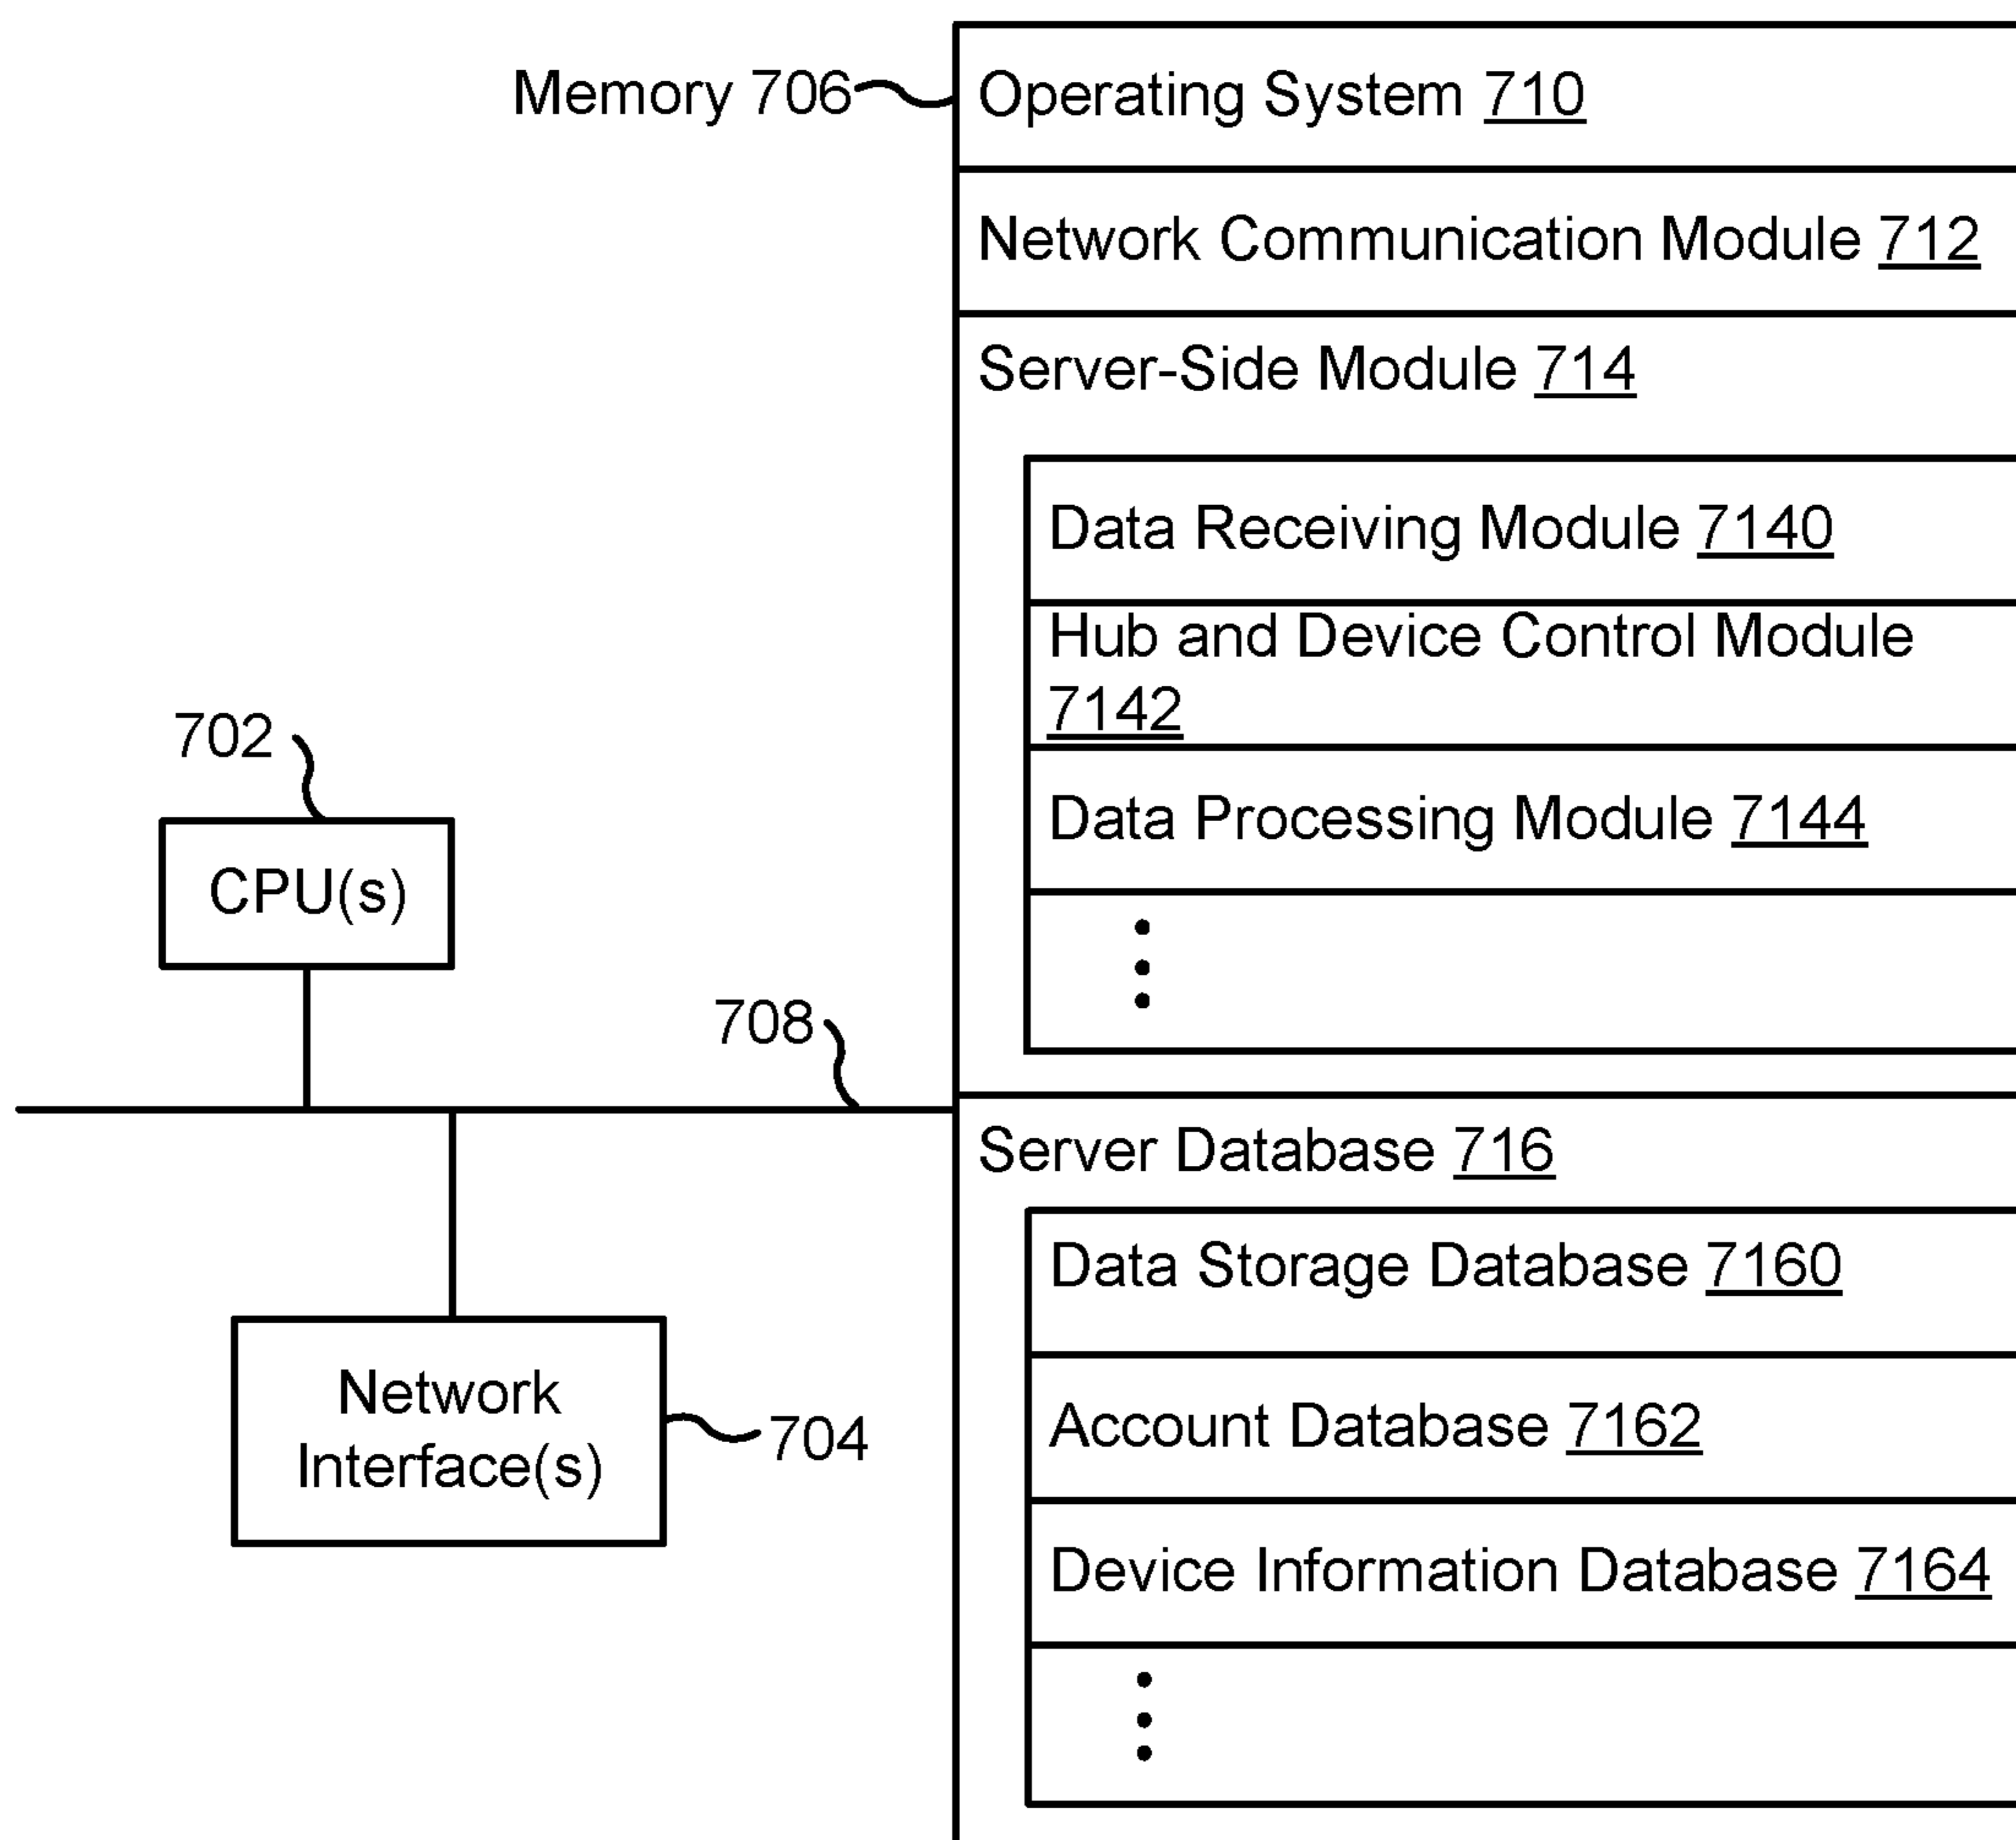 Memory 706
Operating System 710
Network Communication Module 712
Server-Side Module 714
Data Receiving Module 7140
Hub and Device Control Module
7142
Data Processing Module 7144
702
CPU(s)
708
Server Database 716
Data Storage Database 7160
Network
Interface(s)
704
Account Database 7162
Device Information Database 7164